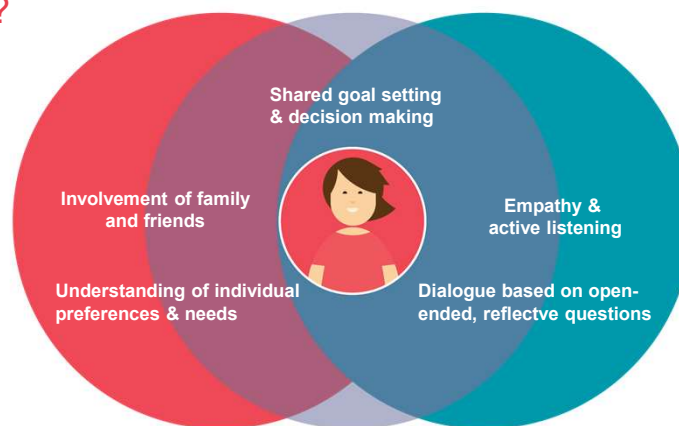 ?
Shared goal setting
& decision making
Involvement of family
and friends
Empathy &
active listening
Understanding of individual
preferences & needs
Dialogue based on open-
ended, reflectve questions